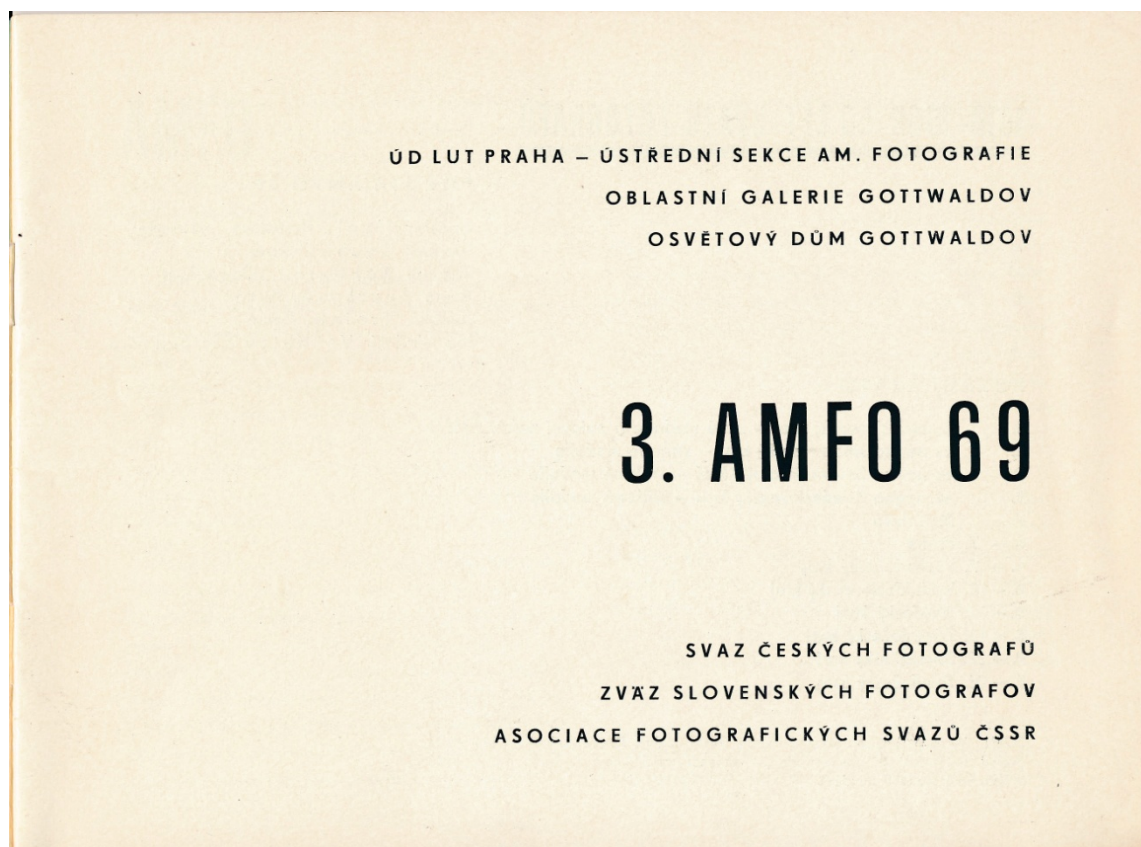 ÚD LUT PRAHA – ÚSTŘEDNÍ SEKCE AM. FOTOGRAFIE
OBLASTNÍ GALERIE GOTTWALDOV
OSVĚTOVÝ DŮM GOTTWALDOV
3. AMFO 69
SVAZ ČESKÝCH FOTOGRAFŮ
ZVÄZ SLOVENSKÝCH FOTOGRAFOV
ASOCIACE FOTOGRAFICKÝCH SVAZŮ ČSSR